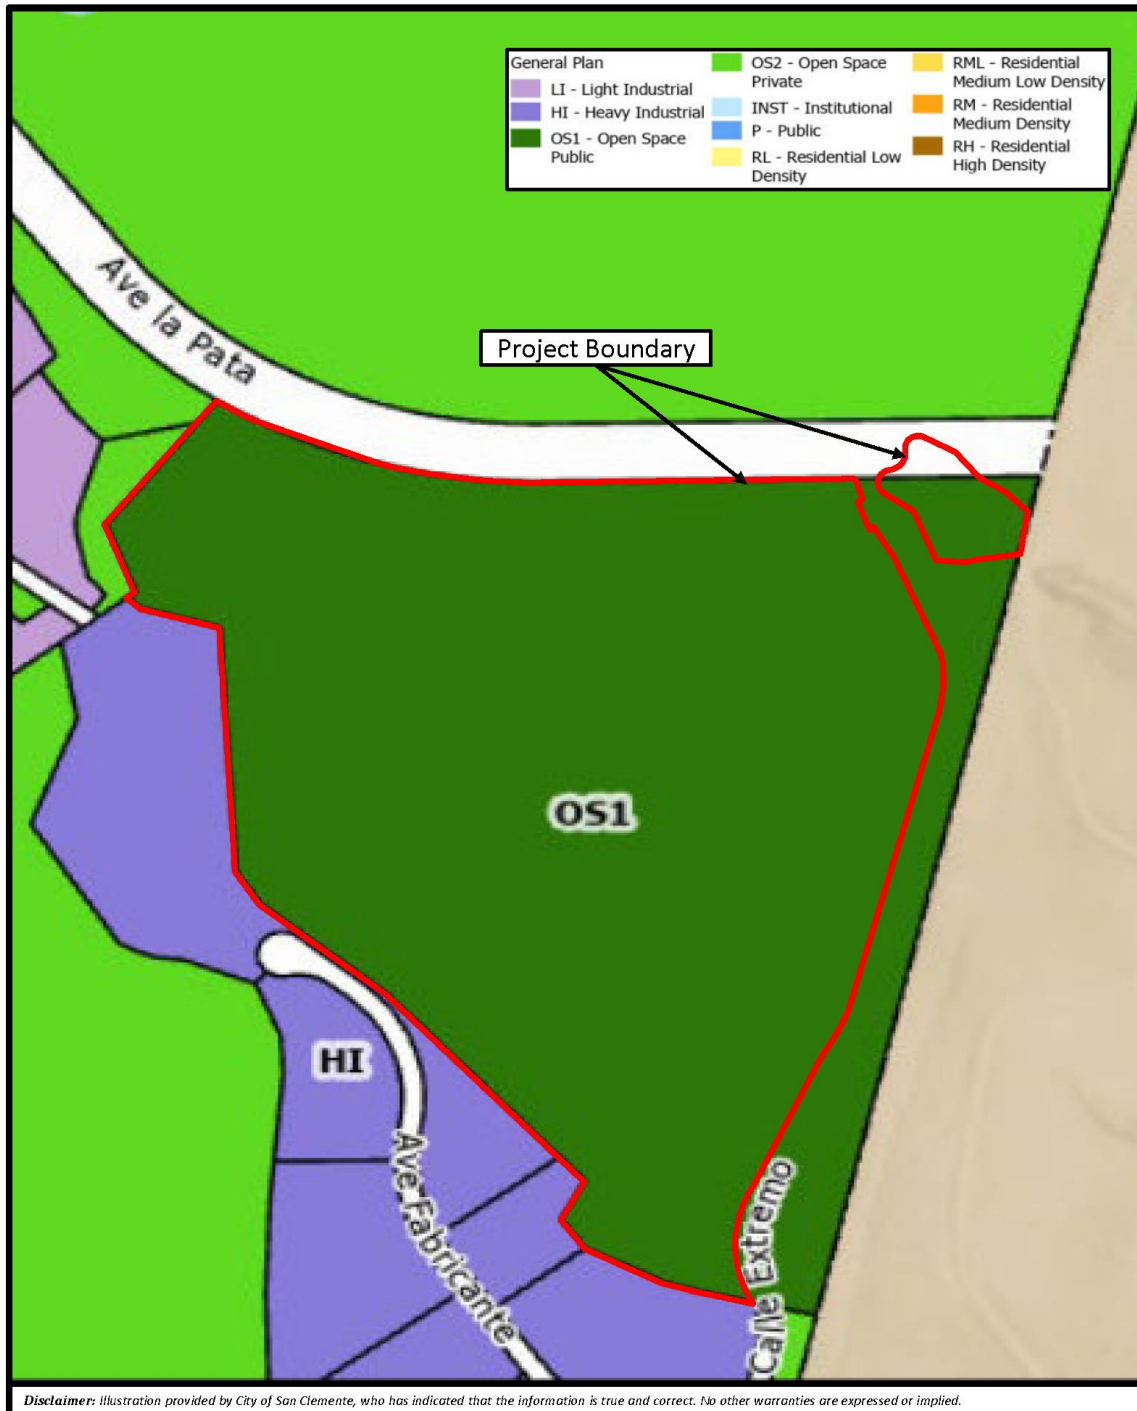 General Plan
LI - Light Industrial
HI - Heavy Industrial
OS1 - Open Space
Public
OS2 - Open Space
Private
INST - Institutional
P - Public
RL - Residential Low
Density
RML - Residential
Medium Low Density
RM - Residential
Medium Density
RH - Residential
High Density
Ave la Pata
Project Boundary
OS1
HI
Ave Fabricante
Calle Extremo
Disclaimer: Illustration provided by City of San Clemente, who has indicated that the information is true and correct. No other warranties are expressed or implied.